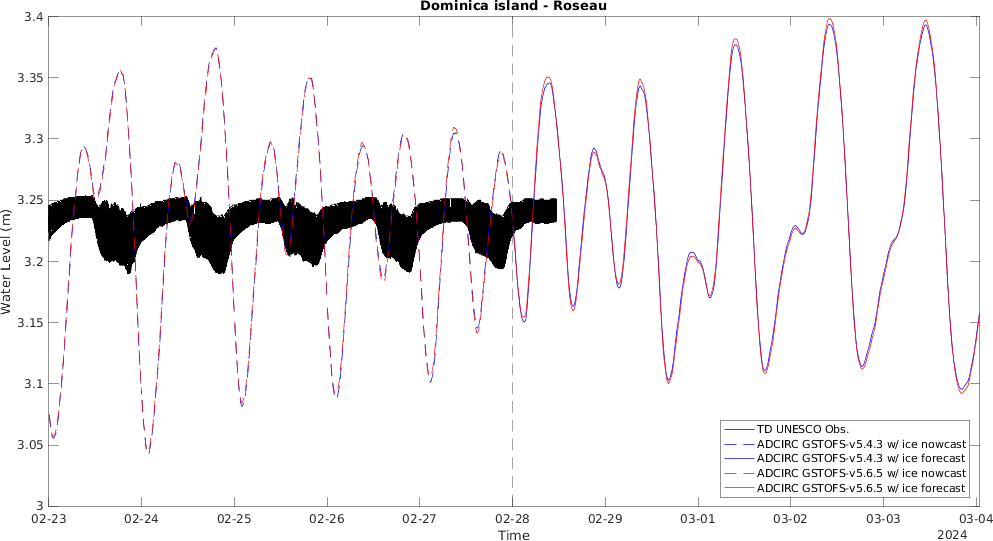 Dominica island - Roseau
3.4
3.35
3.3
3.25
3.2
3.15
3.1
3.05
3
Water Level (m)
02-23 02-24 02-25 02-26 02-27 02-28 02-29 03-01 03-02 03-03 03-04
Time
2024
TD UNESCO Obs.
ADCIRC GSTOFS-v5.4.3 w/ ice nowcast
ADCIRC GSTOFS-v5.4.3 w/ ice forecast
ADCIRC GSTOFS-v5.6.5 w/ ice nowcast
ADCIRC GSTOFS-v5.6.5 w/ ice forecast